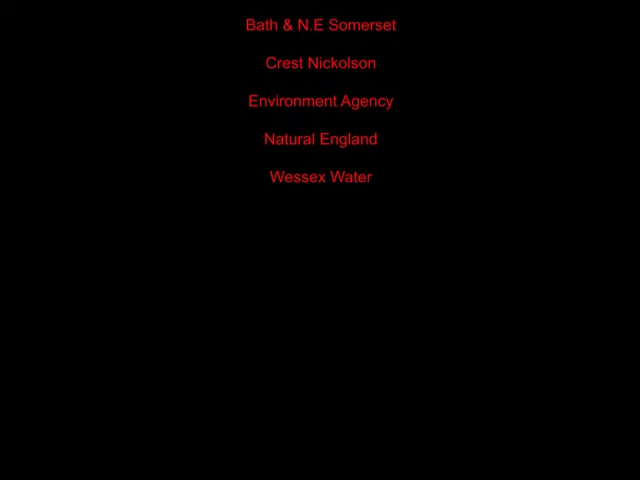 Bath & N.E Somerset
Crest Nickolson
Environment Agency
Natural England
Wessex Water